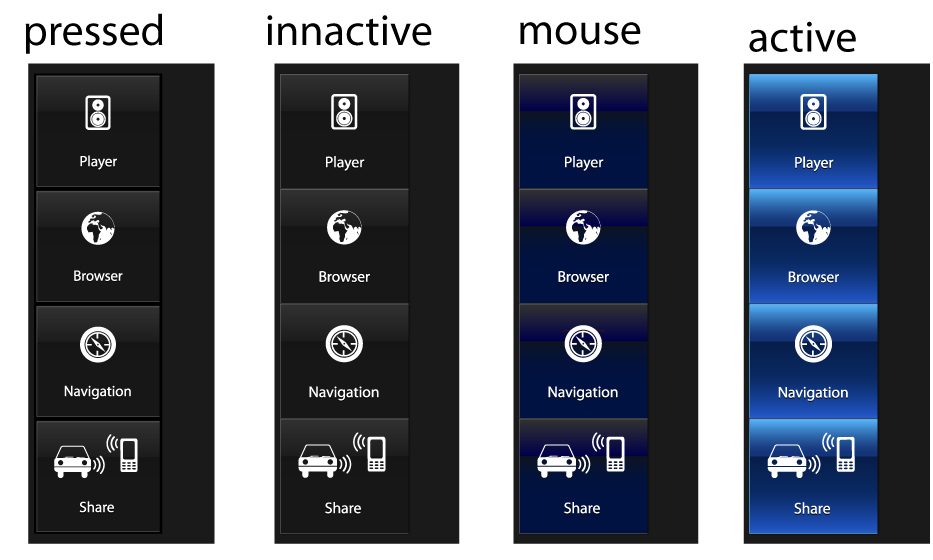 pressed
innactive
mouse
active
Player
Browser
Navigation
Share
Player
Browser
Navigation
Share
Player
Browser
Navigation
Share
Player
Browser
Navigation
Share